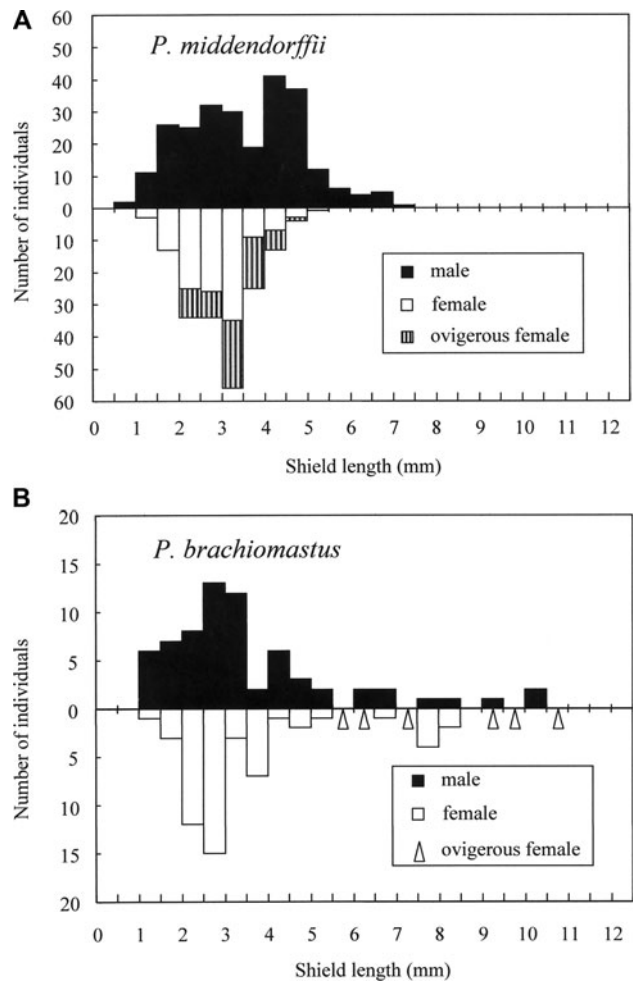 A
P. middendorffii
Number of individuals
60
50
40
30
20
10
0
10
20
30
40
50
60
male
female
ovigerous female
0 1 2 3 4 5 6 7 8 9 10 11 12
Shield length (mm)
B
P. brachiomastus
Number of individuals
20
15
10
5
0
5
10
15
20
male
female
ovigerous female
0 1 2 3 4 5 6 7 8 9 10 11 12
Shield length (mm)